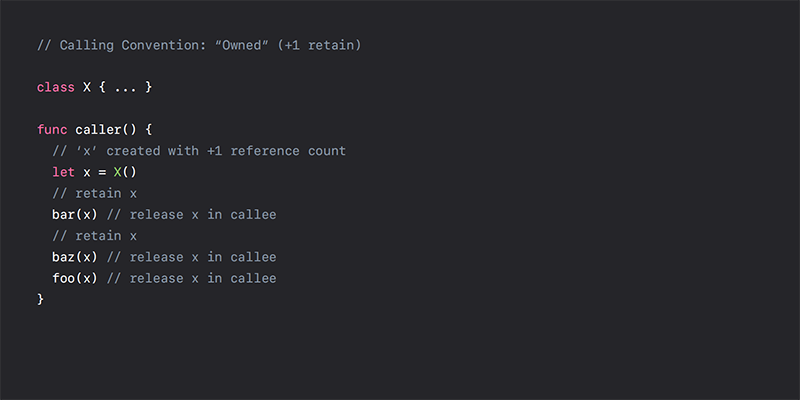 // Calling Convention: “Owned” (+1 retain)
class X { ... }
func caller() {
// ‘x’ created with +1 reference count
let x = X()
// retain x
bar(x) // release x in callee
// retain x
baz(x) // release x in callee
foo(x) // release x in callee
}